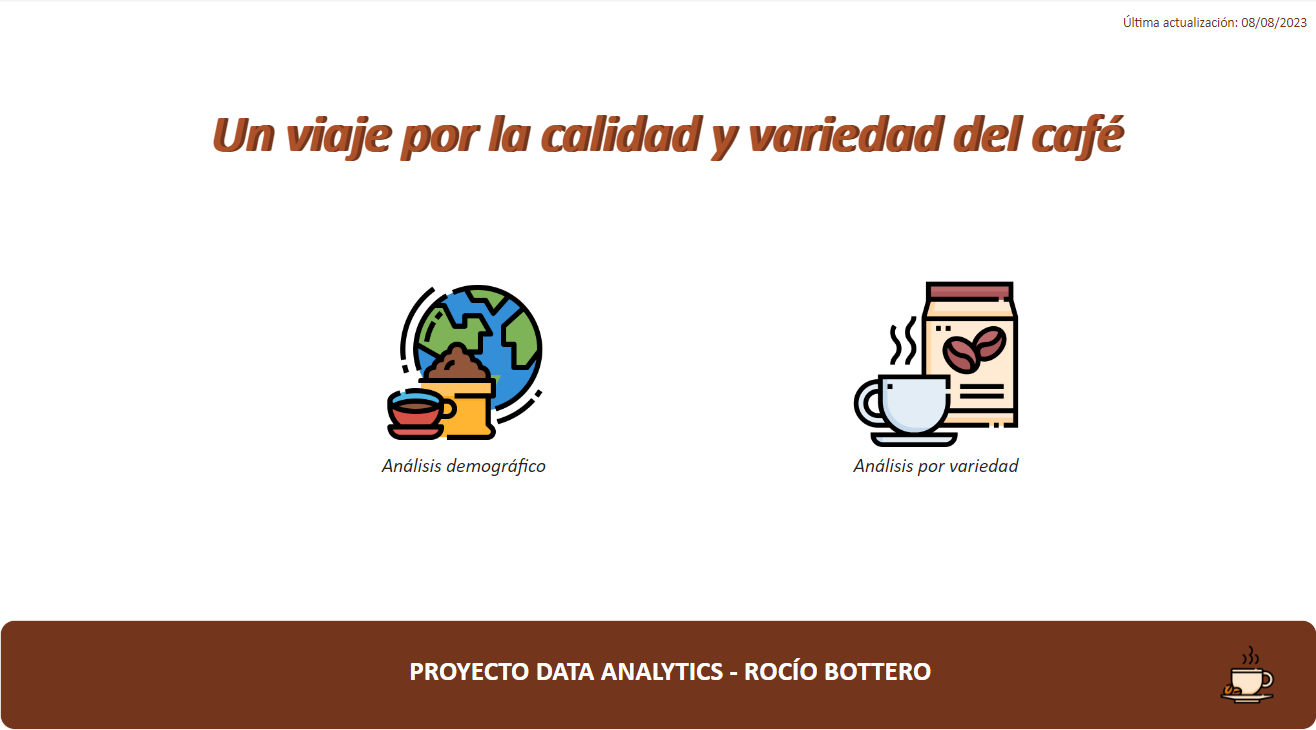 Última actualización: 08/08/2023
Un viaje por la calidad y variedad del café
Análisis demográfico
Análisis por variedad
PROYECTO DATA ANALYTICS - ROCÍO BOTTERO